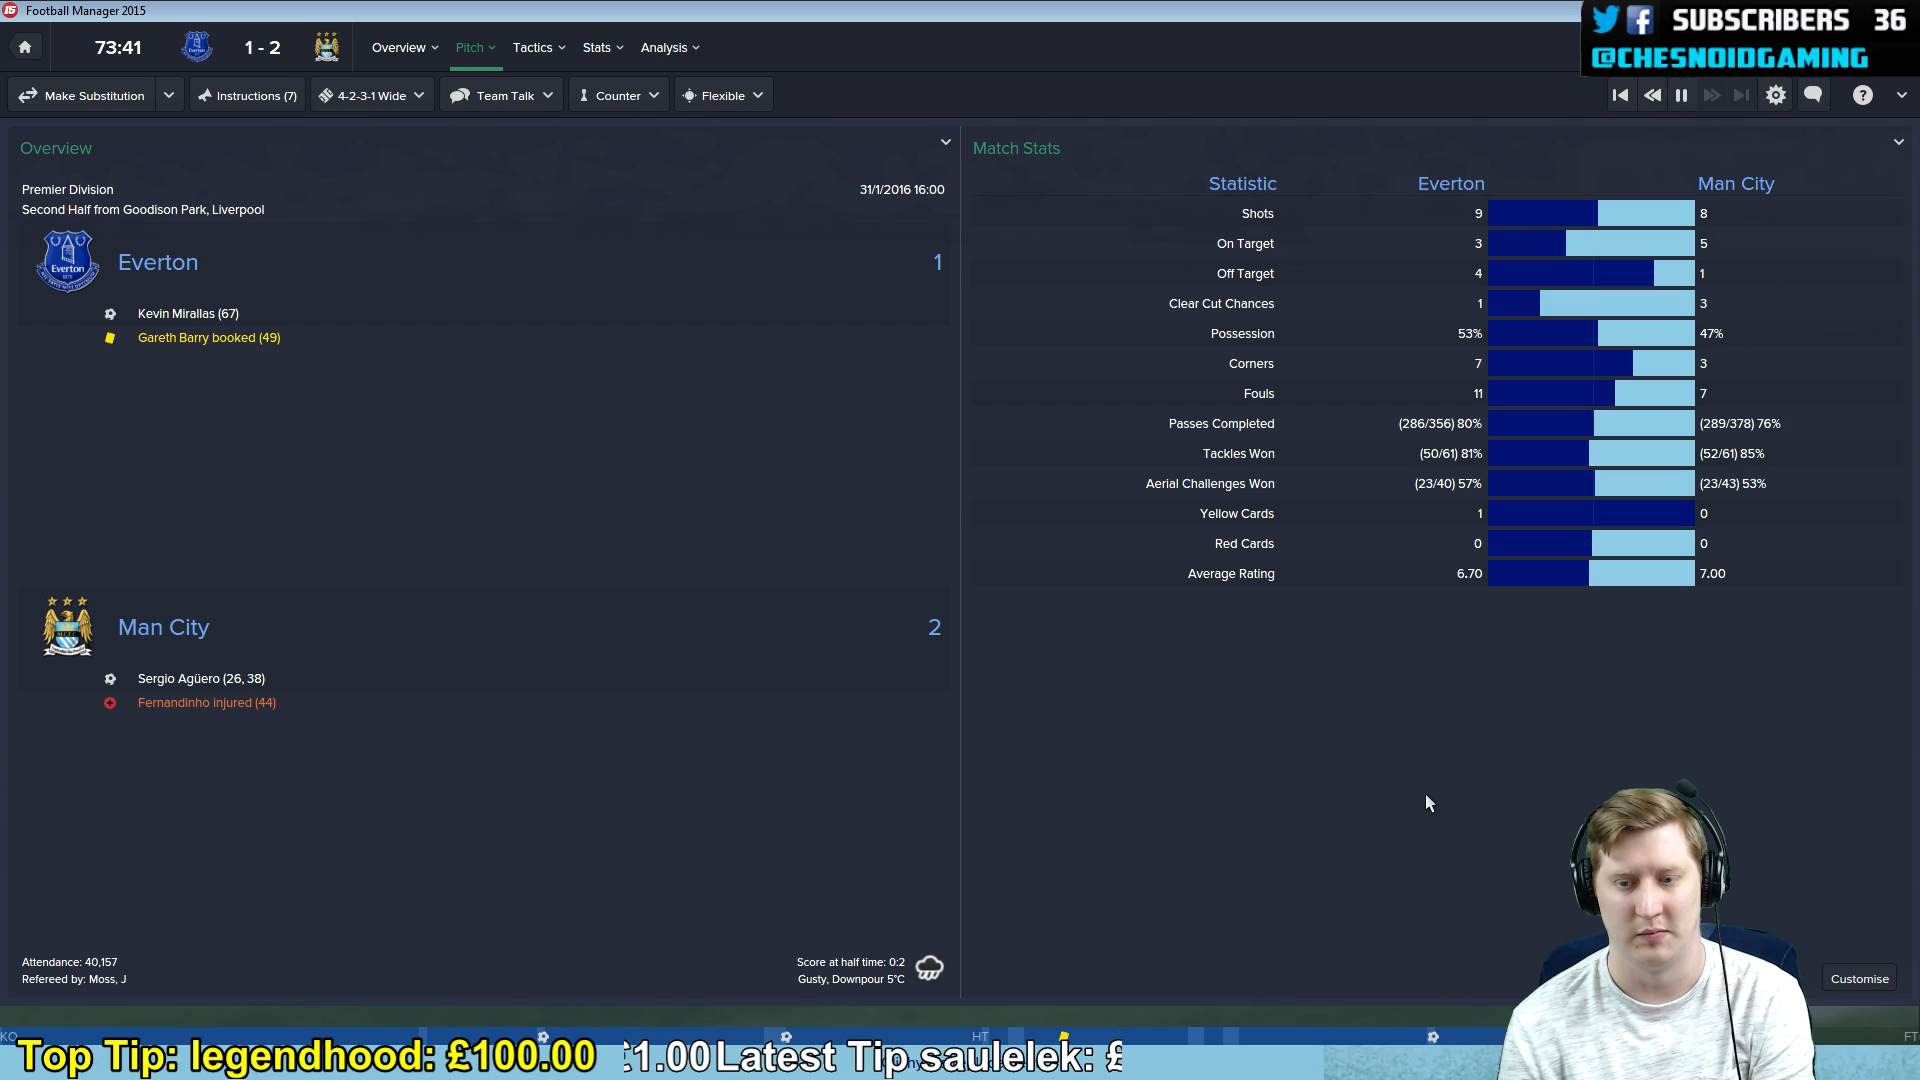 Football Manager 2015
SUBSCRIBERS 36
@CHESNOIDGAMING
73:41 1 - 2 Overview Pitch Tactics Stats Analysis
Make Substitution Instructions (7) 4-2-3-1 Wide Team Talk Counter Flexible
Overview
Premier Division 31/1/2016 16:00
Second Half from Goodison Park, Liverpool
Everton
Everton 1
Kevin Mirallas (67)
Gareth Barry booked (49)
Man City 2
Sergio Agüero (26, 38)
Fernandinho injured (44)
Attendance: 40,157 Score at half time: 0:2
Refereed by: Moss, J Gusty, Downpour 5°C
Match Stats
Statistic Everton Man City
Shots 9 8
On Target 3 5
Off Target 4 1
Clear Cut Chances 1 3
Possession 53% 47%
Corners 7 3
Fouls 11 7
Passes Completed (286/356) 80% (289/378) 76%
Tackles Won (50/61) 81% (52/61) 85%
Aerial Challenges Won (23/40) 57% (23/43) 53%
Yellow Cards 1 0
Red Cards 0 0
Average Rating 6.70 7.00
Customise
KO HT FT
Top Tip: legendhood: £100.00 £1.00 Latest Tip saulelek: £